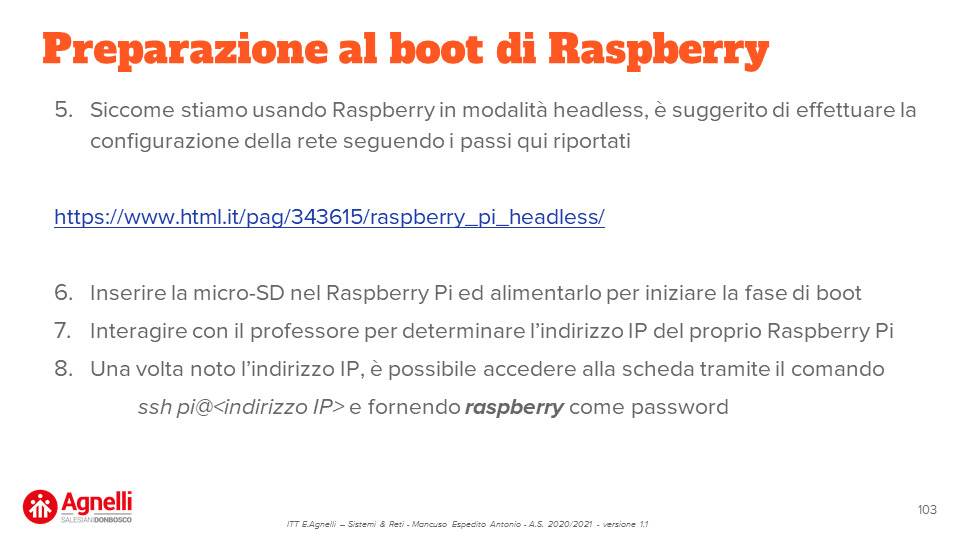 Preparazione al boot di Raspberry
5. Siccome stiamo usando Raspberry in modalità headless, è suggerito di effettuare la
configurazione della rete seguendo i passi qui riportati
https://www.html.it/pag/343615/raspberry_pi_headless/
6. Inserire la micro-SD nel Raspberry Pi ed alimentarlo per iniziare la fase di boot
7. Interagire con il professore per determinare l’indirizzo IP del proprio Raspberry Pi
8. Una volta noto l’indirizzo IP, è possibile accedere alla scheda tramite il comando
ssh pi@<indirizzo IP> e fornendo raspberry come password
Agnelli
SALESIANI DONBOSCO
ITT E.Agnelli – Sistemi & Reti - Mancuso Espedito Antonio - A.S. 2020/2021 - versione 1.1
103